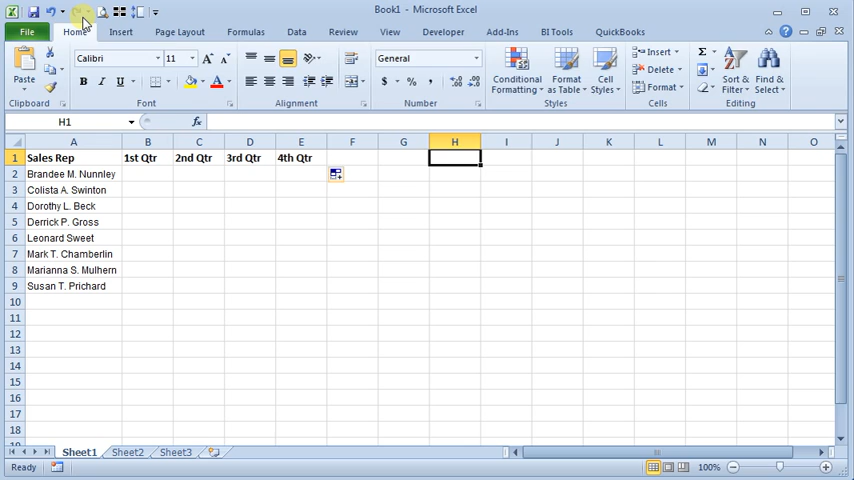 Book1 - Microsoft Excel
File Home Insert Page Layout Formulas Data Review View Developer Add-Ins BI Tools QuickBooks
Paste Calibri 11 General Conditional Formatting Format as Table Cell Styles Insert Delete Format Sort & Filter Find & Select
B I U $ % ,
Clipboard Font Alignment Number Styles Cells Editing
H1 fx
A B C D E F G H I J K L M N O
1 Sales Rep 1st Qtr 2nd Qtr 3rd Qtr 4th Qtr
2 Brandee M. Nunnley
3 Colista A. Swinton
4 Dorothy L. Beck
5 Derrick P. Gross
6 Leonard Sweet
7 Mark T. Chamberlin
8 Marianna S. Mulhern
9 Susan T. Prichard
10
11
12
13
14
15
16
17
18
19
Sheet1 Sheet2 Sheet3
Ready 100%